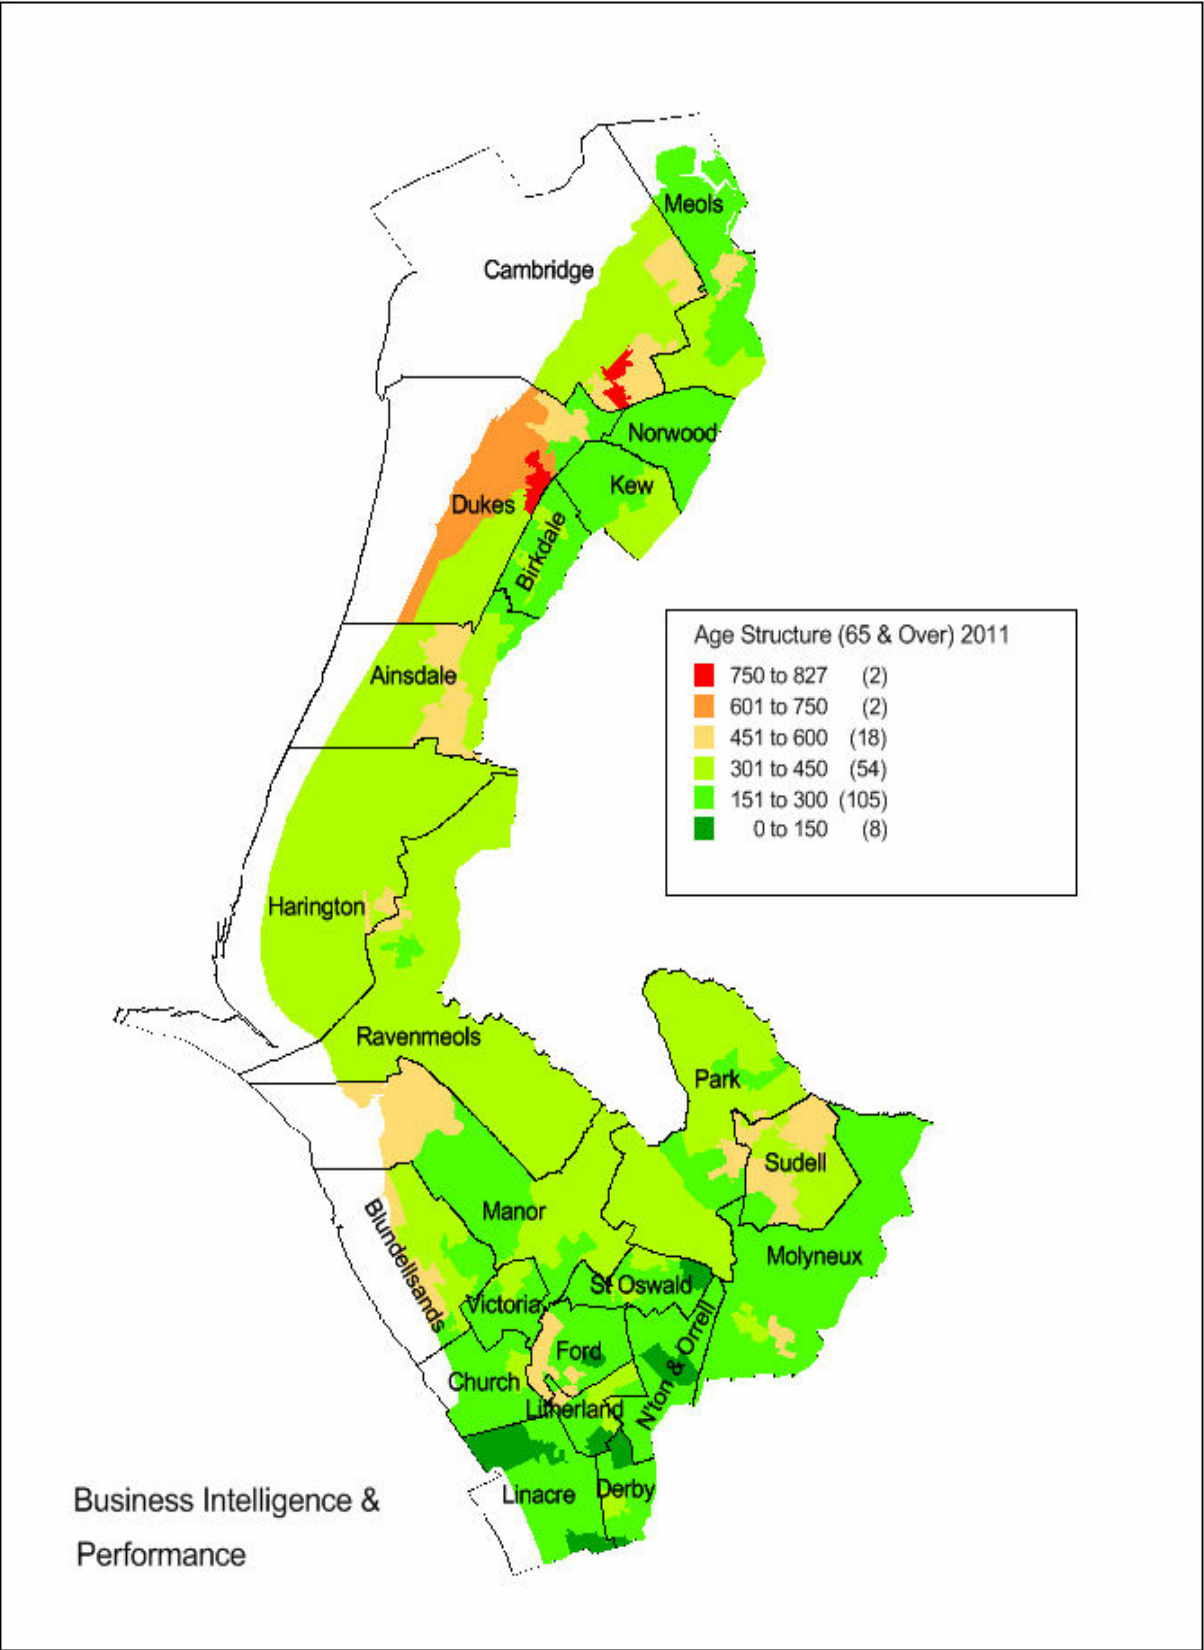 Meols
Cambridge
Norwood
Kew
Dukes
Birkdale
Age Structure (65 & Over) 2011
750 to 827 (2)
601 to 750 (2)
451 to 600 (18)
301 to 450 (54)
151 to 300 (105)
0 to 150 (8)
Ainsdale
Harington
Ravenmeols
Park
Sudell
Manor
Blundellsands
Molyneux
St Oswald
Victoria
Ford
N'ton & Orrell
Church
Litherland
Linacre
Derby
Business Intelligence &
Performance